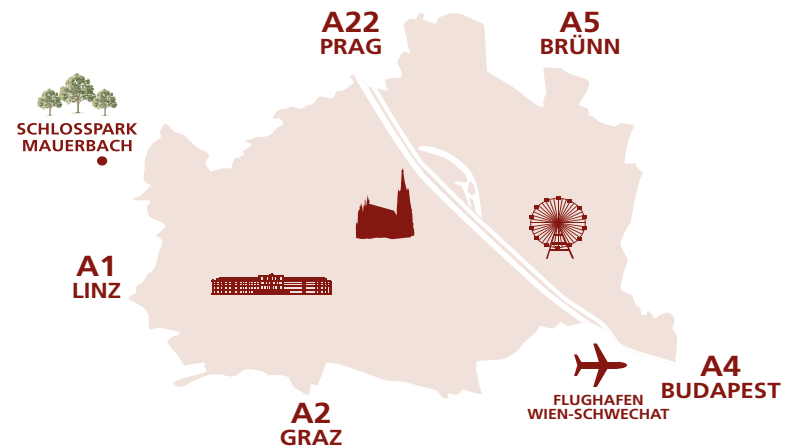 A22
PRAG
A5
BRÜNN
SCHLOSSPARK
MAUERBACH
A1
LINZ
A4
BUDAPEST
FLUGHAFEN
WIEN-SCHWECHAT
A2
GRAZ